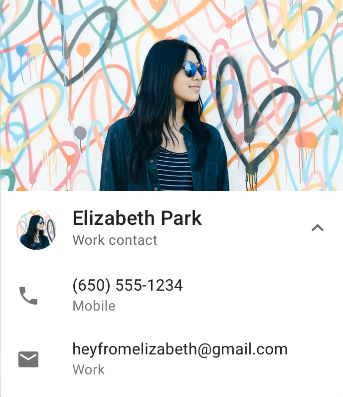 Elizabeth Park
Work contact
(650) 555-1234
Mobile
heyfromelizabeth@gmail.com
Work